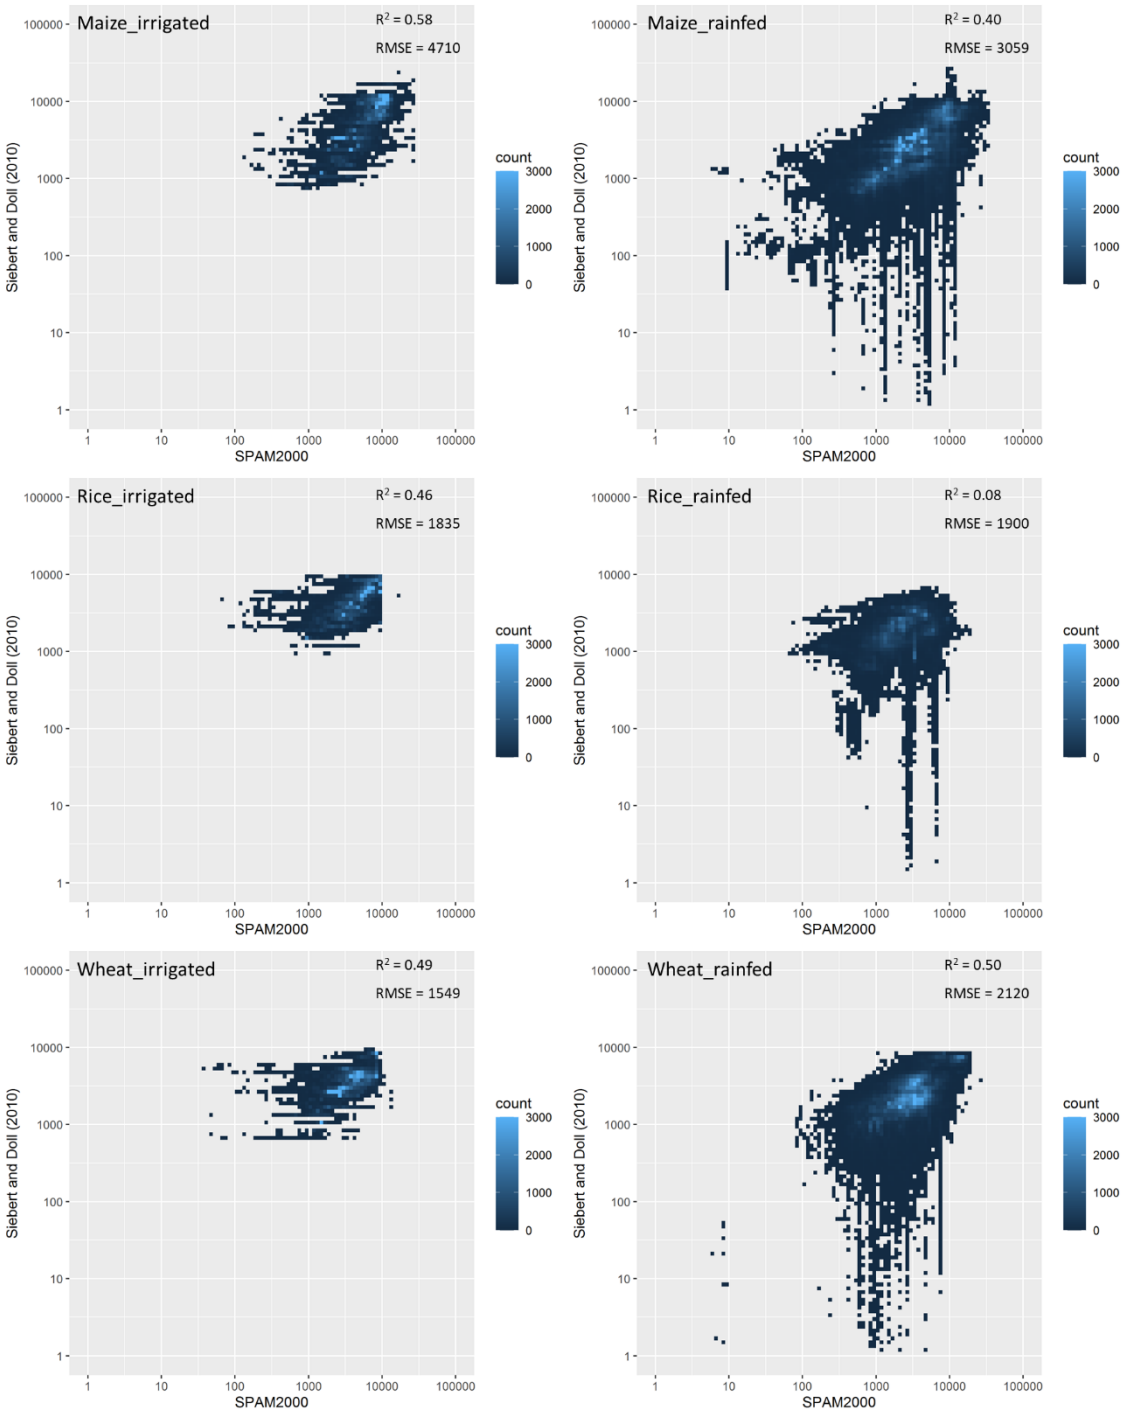 Maize_irrigated
R² = 0.58
RMSE = 4710
100000
10000
1000
100
10
1
Siebert and Doll (2010)
1 10 100 1000 10000 100000
SPAM2000
count
3000
2000
1000
0
Maize_rainfed
R² = 0.40
RMSE = 3059
100000
10000
1000
100
10
1
Siebert and Doll (2010)
1 10 100 1000 10000 100000
SPAM2000
count
3000
2000
1000
0
Rice_irrigated
R² = 0.46
RMSE = 1835
100000
10000
1000
100
10
1
Siebert and Doll (2010)
1 10 100 1000 10000 100000
SPAM2000
count
3000
2000
1000
0
Rice_rainfed
R² = 0.08
RMSE = 1900
100000
10000
1000
100
10
1
Siebert and Doll (2010)
1 10 100 1000 10000 100000
SPAM2000
count
3000
2000
1000
0
Wheat_irrigated
R² = 0.49
RMSE = 1549
100000
10000
1000
100
10
1
Siebert and Doll (2010)
1 10 100 1000 10000 100000
SPAM2000
count
3000
2000
1000
0
Wheat_rainfed
R² = 0.50
RMSE = 2120
100000
10000
1000
100
10
1
Siebert and Doll (2010)
1 10 100 1000 10000 100000
SPAM2000
count
3000
2000
1000
0